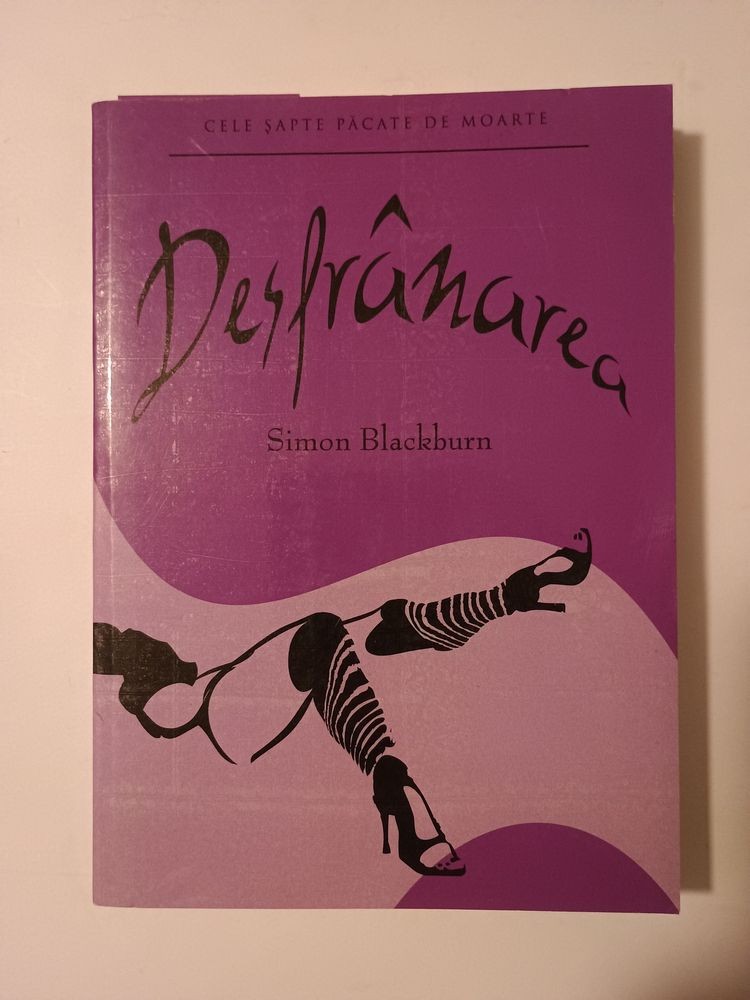 CELE ŞAPTE PĂCATE DE MOARTE
Desfrânarea
Simon Blackburn